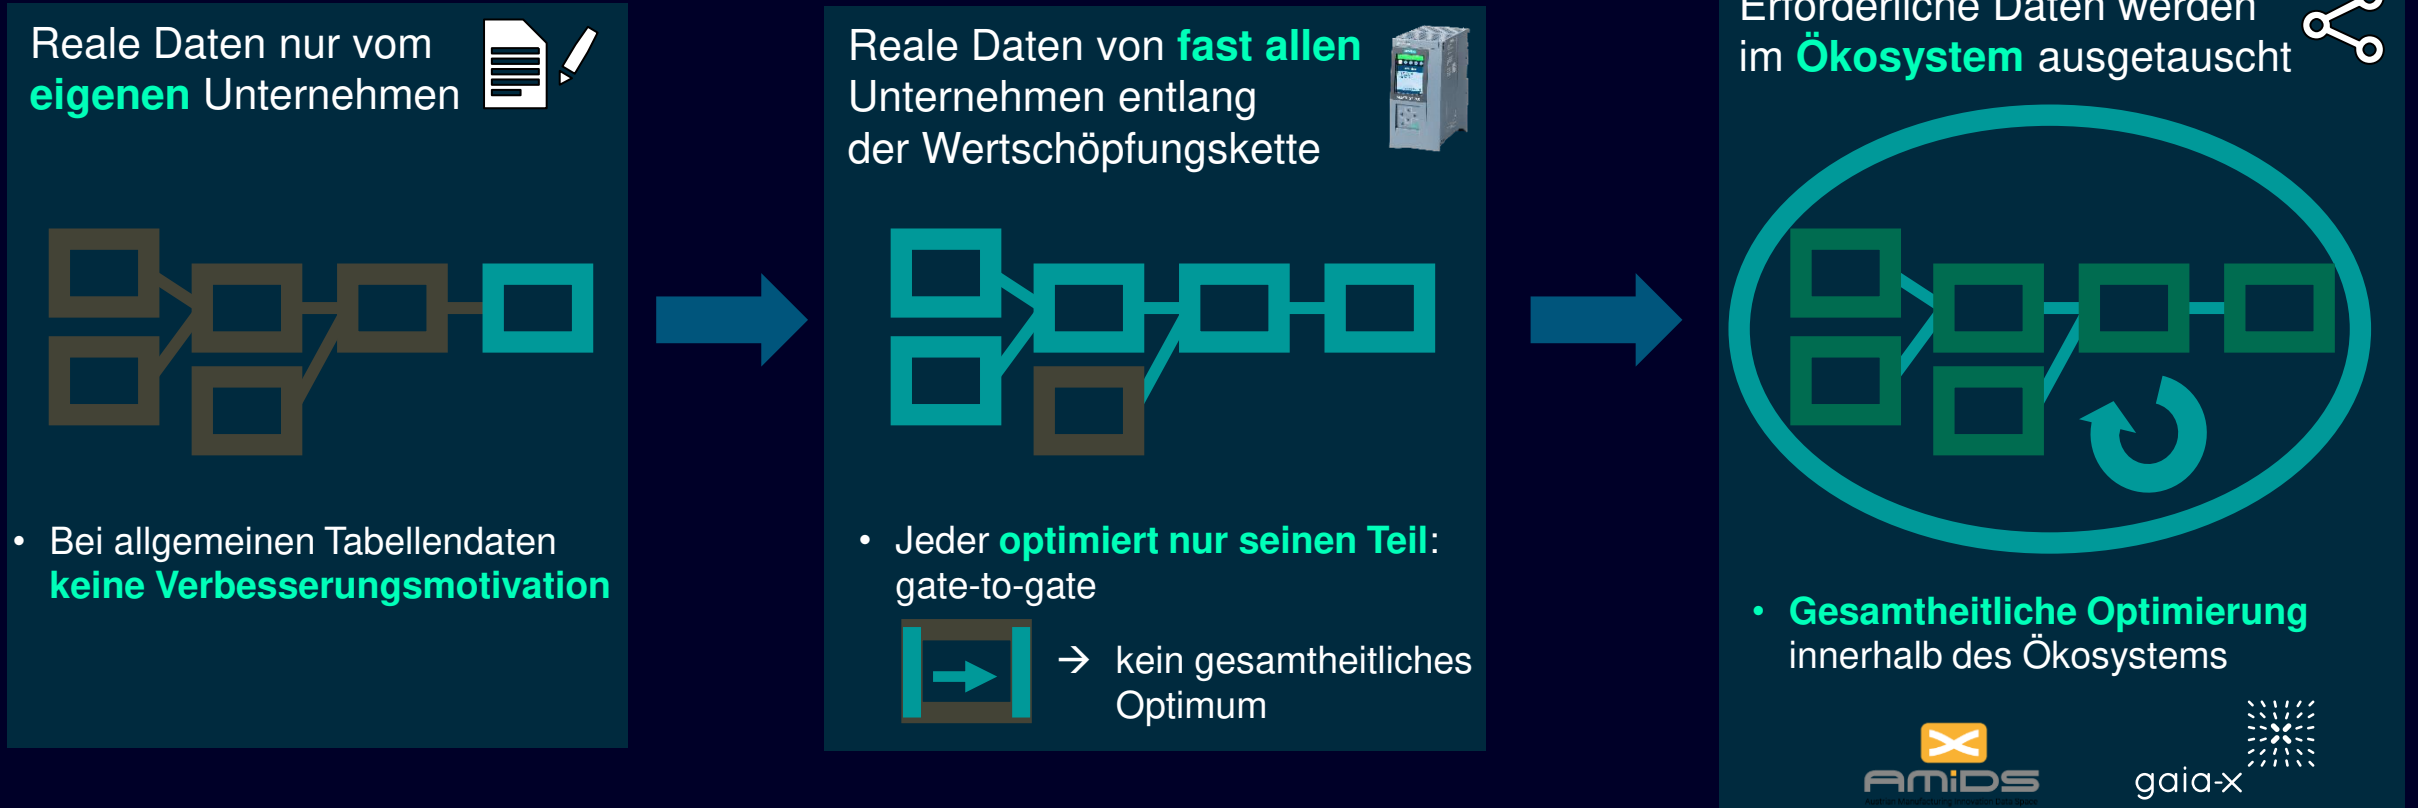 Reale Daten nur vom
eigenen Unternehmen
• Bei allgemeinen Tabellendaten
keine Verbesserungsmotivation
Reale Daten von fast allen
Unternehmen entlang
der Wertschöpfungskette
• Jeder optimiert nur seinen Teil:
gate-to-gate
→ kein gesamtheitliches
Optimum
Erforderliche Daten werden
im Ökosystem ausgetauscht
• Gesamtheitliche Optimierung
innerhalb des Ökosystems
AMiDS
gaia-x